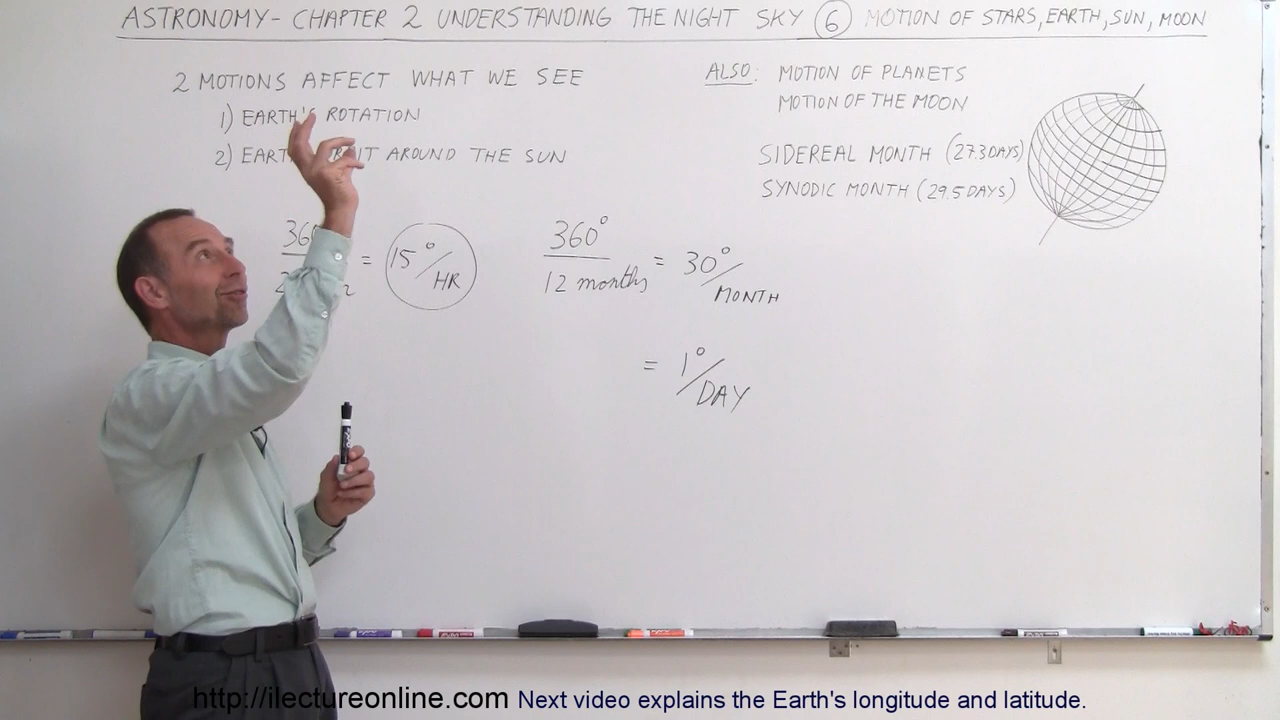 ASTRONOMY- CHAPTER 2 UNDERSTANDING THE NIGHT SKY 6 MOTION OF STARS, EARTH, SUN, MOON
2 MOTIONS AFFECT WHAT WE SEE
1) EARTH'S ROTATION
2) AROUND THE SUN
ALSO: MOTION OF PLANETS
MOTION OF THE MOON
SIDEREAL MONTH (27.3 DAYS)
SYNODIC MONTH (29.5 DAYS)
= 15°/HR
360°/12 months = 30°/MONTH
= 1°/DAY
http://ilectureonline.com Next video explains the Earth's longitude and latitude.